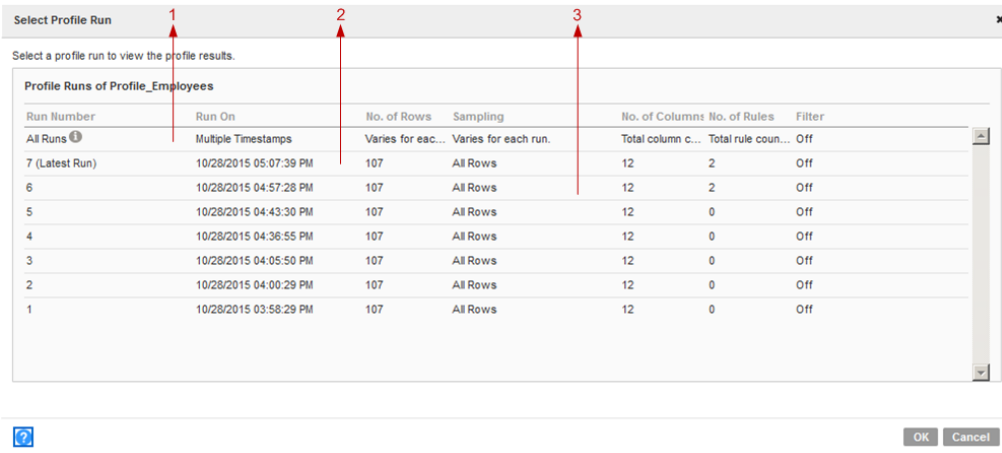 Select Profile Run 1 2 3 ×
Select a profile run to view the profile results.
Profile Runs of Profile_Employees
Run Number Run On No. of Rows Sampling No. of Columns No. of Rules Filter
All Runs Multiple Timestamps Varies for eac... Varies for each run. Total column c... Total rule coun... Off
7 (Latest Run) 10/28/2015 05:07:39 PM 107 All Rows 12 2 Off
6 10/28/2015 04:57:28 PM 107 All Rows 12 2 Off
5 10/28/2015 04:43:30 PM 107 All Rows 12 0 Off
4 10/28/2015 04:36:55 PM 107 All Rows 12 0 Off
3 10/28/2015 04:05:50 PM 107 All Rows 12 0 Off
2 10/28/2015 04:00:29 PM 107 All Rows 12 0 Off
1 10/28/2015 03:58:29 PM 107 All Rows 12 0 Off
? OK Cancel